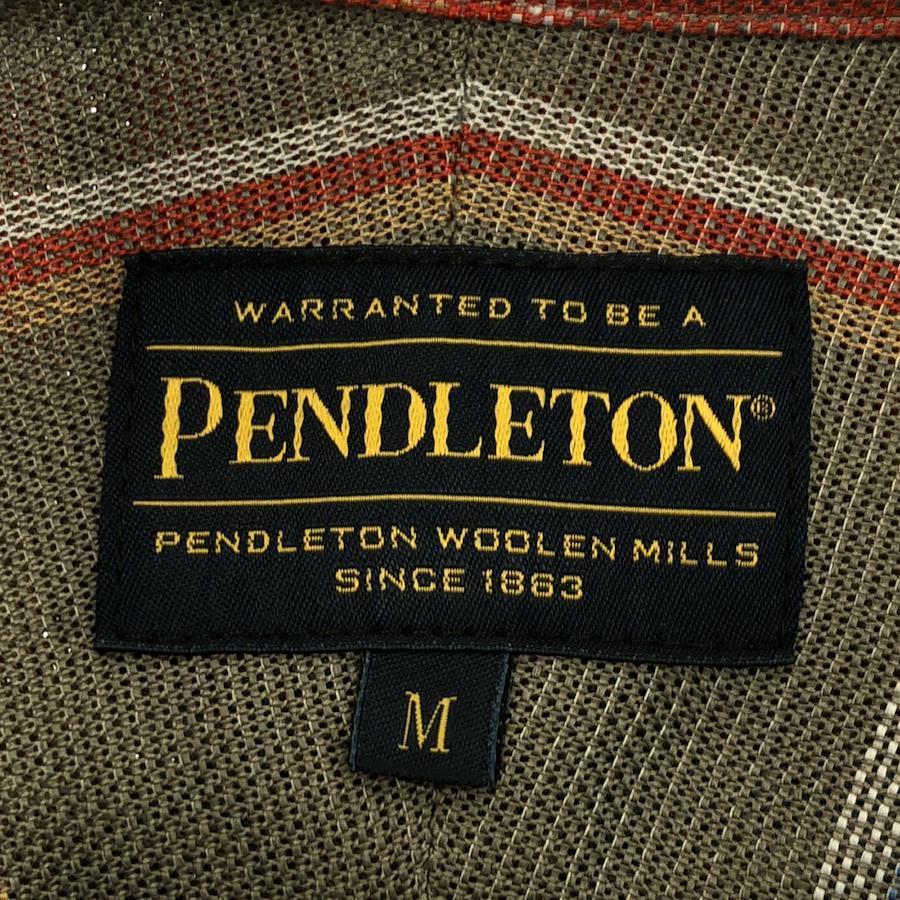 WARRANTED TO BE A
PENDLETON®
PENDLETON WOOLEN MILLS
SINCE 1863
M